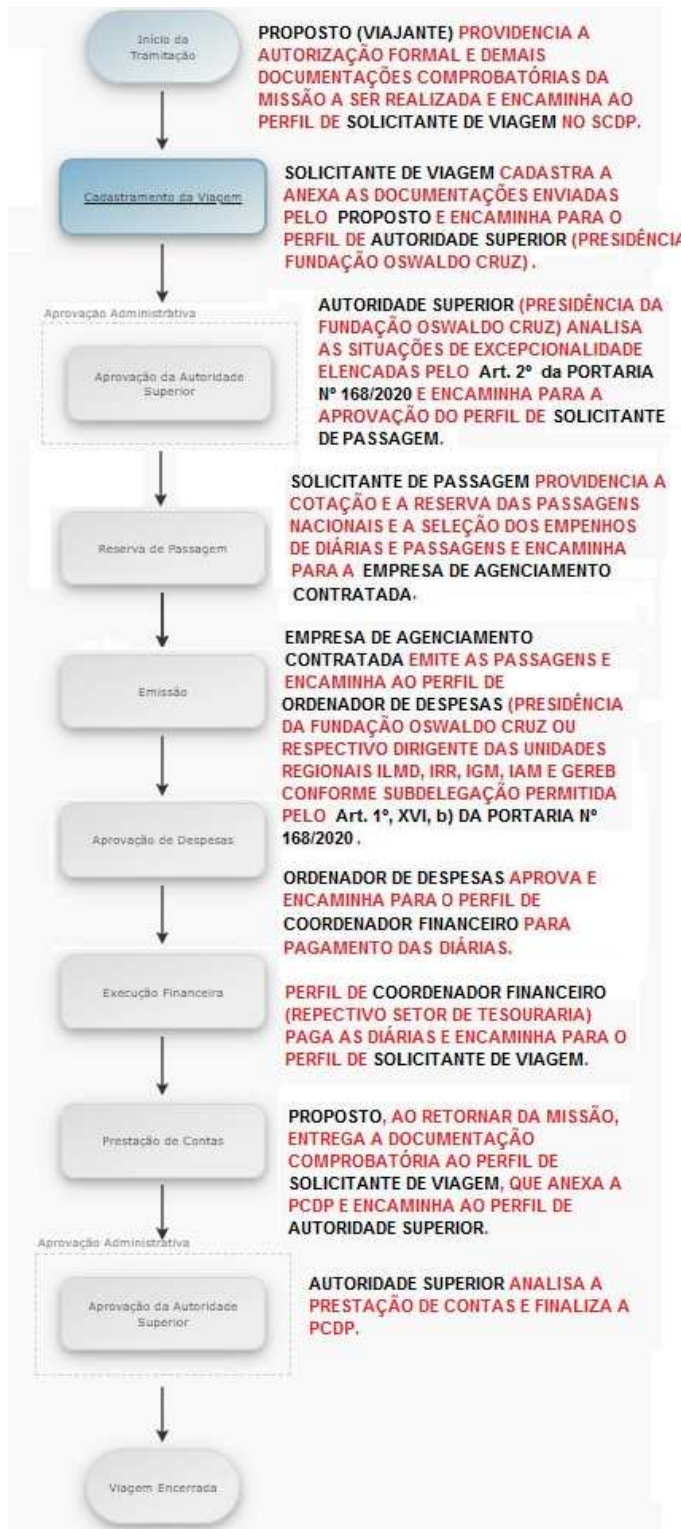 Início da
Tramitação
PROPOSTO (VIAJANTE) PROVIDENCIA A
AUTORIZAÇÃO FORMAL E DEMAIS
DOCUMENTAÇÕES COMPROBATÓRIAS DA
MISSÃO A SER REALIZADA E ENCAMINHA AO
PERFIL DE SOLICITANTE DE VIAGEM NO SCDP.
Cadastramento da Viagem
SOLICITANTE DE VIAGEM CADASTRA A
ANEXA AS DOCUMENTAÇÕES ENVIADAS
PELO PROPOSTO E ENCAMINHA PARA O
PERFIL DE AUTORIDADE SUPERIOR (PRESIDÊNCIA
FUNDAÇÃO OSWALDO CRUZ).
Aprovação Administrativa
Aprovação da Autoridade
Superior
AUTORIDADE SUPERIOR (PRESIDÊNCIA DA
FUNDAÇÃO OSWALDO CRUZ) ANALISA
AS SITUAÇÕES DE EXCEPCIONALIDADE
ELENCADAS PELO Art. 2º da PORTARIA
Nº 168/2020 E ENCAMINHA PARA A
APROVAÇÃO DO PERFIL DE SOLICITANTE
DE PASSAGEM.
Reserva de Passagem
SOLICITANTE DE PASSAGEM PROVIDENCIA A
COTAÇÃO E A RESERVA DAS PASSAGENS
NACIONAIS E A SELEÇÃO DOS EMPENHOS
DE DIÁRIAS E PASSAGENS E ENCAMINHA
PARA A EMPRESA DE AGENCIAMENTO
CONTRATADA.
Emissão
EMPRESA DE AGENCIAMENTO
CONTRATADA EMITE AS PASSAGENS E
ENCAMINHA AO PERFIL DE
ORDENADOR DE DESPESAS (PRESIDÊNCIA
DA FUNDAÇÃO OSWALDO CRUZ OU
RESPECTIVO DIRIGENTE DAS UNIDADES
REGIONAIS ILMD, IRR, IGM, IAM E GEREB
CONFORME SUBDELEGAÇÃO PERMITIDA
PELO Art. 1º, XVI, b) DA PORTARIA Nº
168/2020 .
Aprovação de Despesas
ORDENADOR DE DESPESAS APROVA E
ENCAMINHA PARA O PERFIL DE
COORDENADOR FINANCEIRO PARA
PAGAMENTO DAS DIÁRIAS.
Execução Financeira
PERFIL DE COORDENADOR FINANCEIRO
(REPECTIVO SETOR DE TESOURARIA)
PAGA AS DIÁRIAS E ENCAMINHA PARA O
PERFIL DE SOLICITANTE DE VIAGEM.
Prestação de Contas
PROPOSTO, AO RETORNAR DA MISSÃO,
ENTREGA A DOCUMENTAÇÃO
COMPROBATÓRIA AO PERFIL DE
SOLICITANTE DE VIAGEM, QUE ANEXA A
PCDP E ENCAMINHA AO PERFIL DE
AUTORIDADE SUPERIOR.
Aprovação Administrativa
Aprovação da Autoridade
Superior
AUTORIDADE SUPERIOR ANALISA A
PRESTAÇÃO DE CONTAS E FINALIZA A
PCDP.
Viagem Encerrada